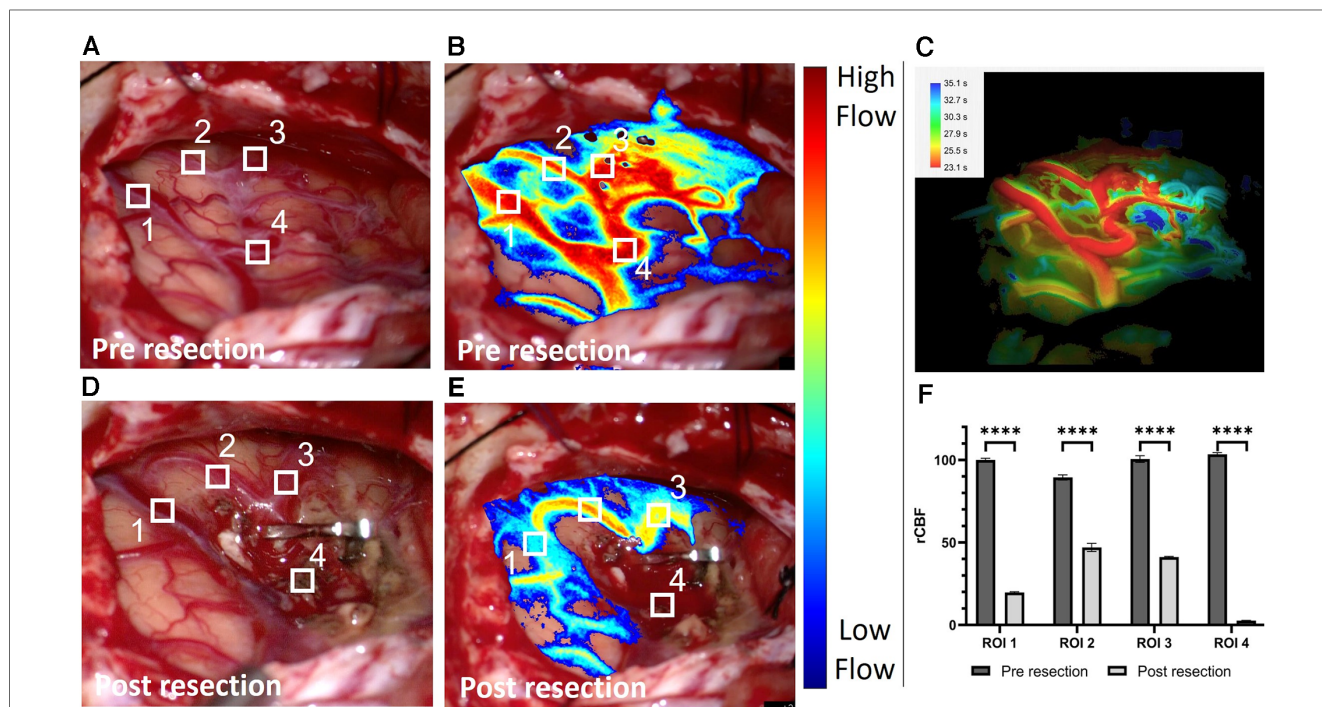 A
B
C
2
3
1
4
Pre resection
2
3
1
4
Pre resection
High
Flow
Low
Flow
35.1 s
32.7 s
30.3 s
27.9 s
25.5 s
23.1 s
D
E
F
2
3
1
4
Post resection
3
1
4
Post resection
**** **** **** ****
100
50
0
rCBF
ROI 1 ROI 2 ROI 3 ROI 4
Pre resection Post resection